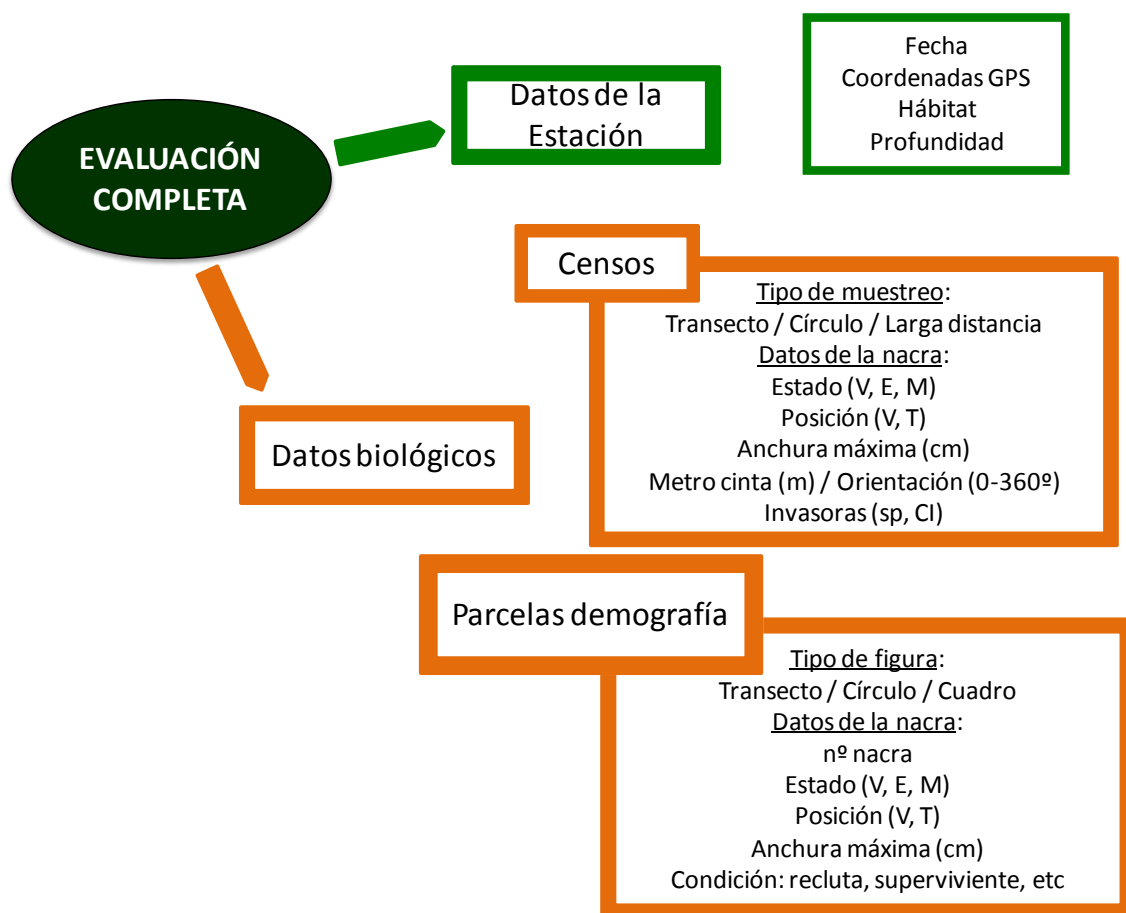 EVALUACIÓN
COMPLETA
Datos de la
Estación
Fecha
Coordenadas GPS
Hábitat
Profundidad
Datos biológicos
Censos
Tipo de muestreo:
Transecto / Círculo / Larga distancia
Datos de la nacra:
Estado (V, E, M)
Posición (V, T)
Anchura máxima (cm)
Metro cinta (m) / Orientación (0-360º)
Invasoras (sp, CI)
Parcelas demografía
Tipo de figura:
Transecto / Círculo / Cuadro
Datos de la nacra:
nº nacra
Estado (V, E, M)
Posición (V, T)
Anchura máxima (cm)
Condición: recluta, superviviente, etc